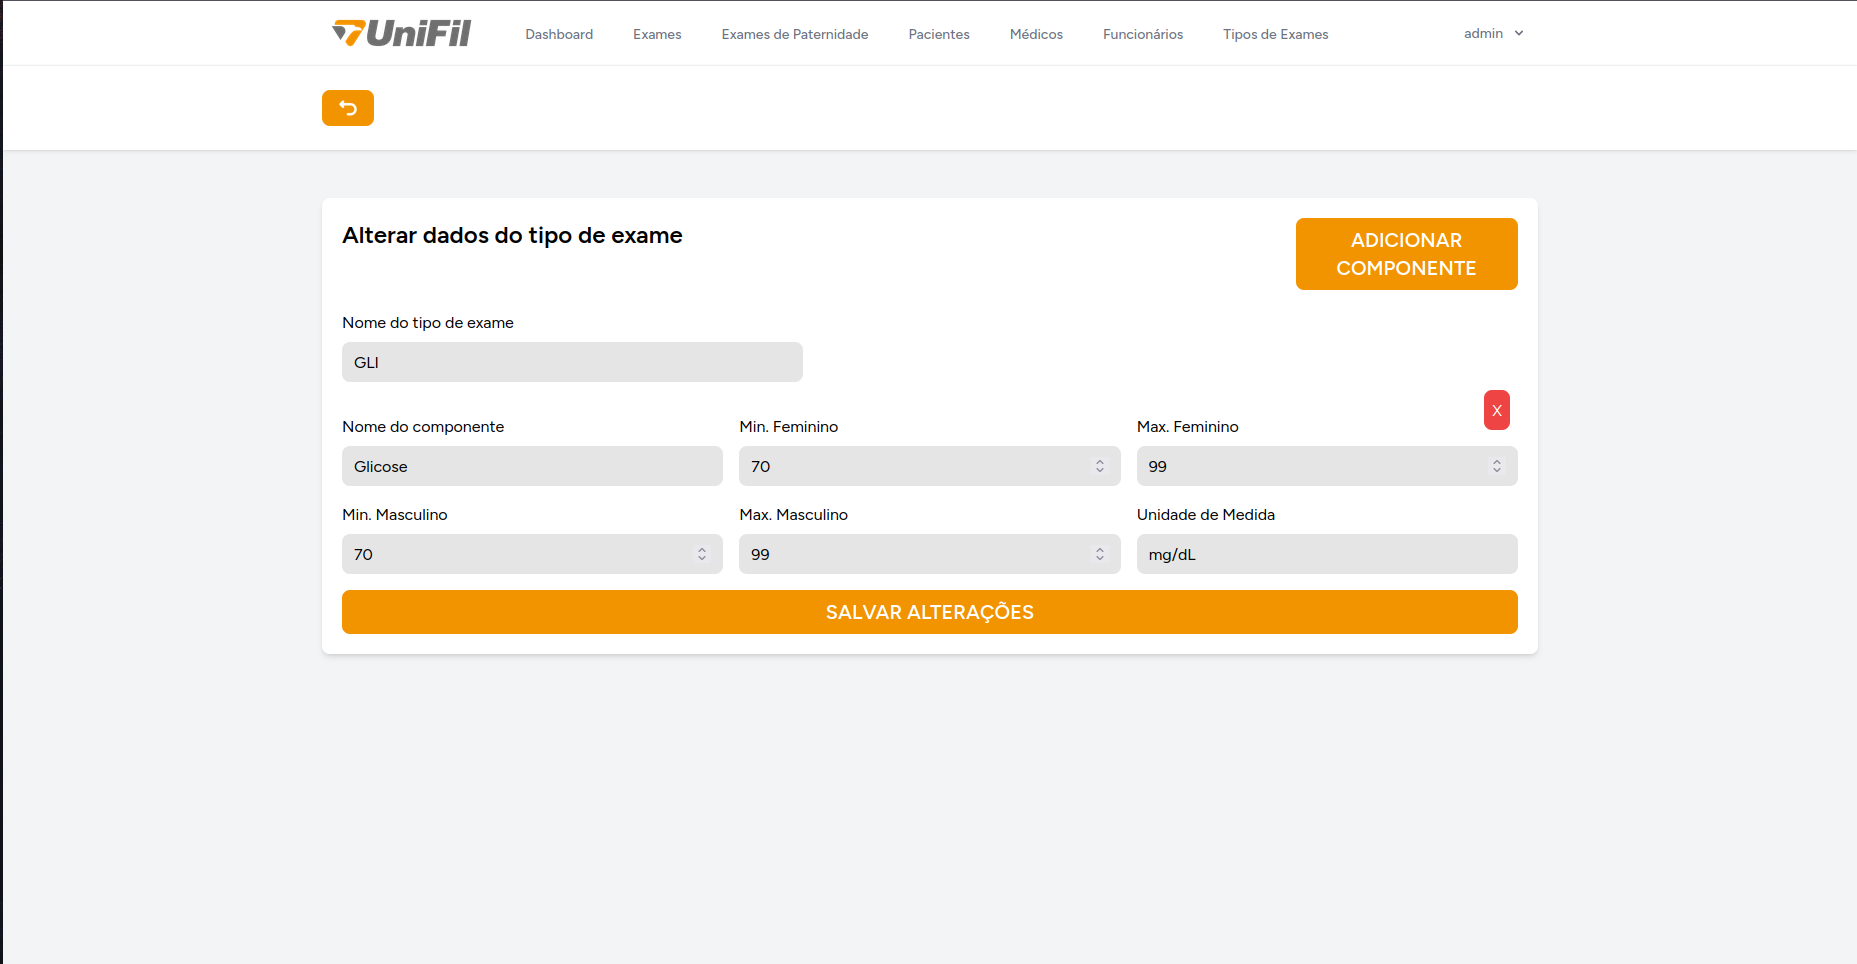 UniFil
Dashboard Exames Exames de Paternidade Pacientes Médicos Funcionários Tipos de Exames admin
Alterar dados do tipo de exame
ADICIONAR
COMPONENTE
Nome do tipo de exame
GLI
X
Nome do componente Min. Feminino Max. Feminino
Glicose 70 99
Min. Masculino Max. Masculino Unidade de Medida
70 99 mg/dL
SALVAR ALTERAÇÕES